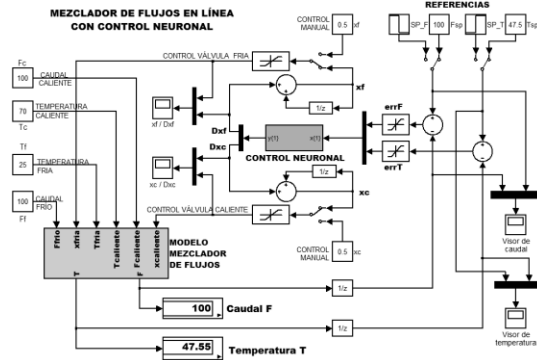 MEZCLADOR DE FLUJOS EN LÍNEA
CON CONTROL NEURONAL
REFERENCIAS
CONTROL
MANUAL
0.5
xf
SP_F
100
Fsp
SP_T
47.5
Tsp
CONTROL VÁLVULA FRIA
Fc
100
CAUDAL
CALIENTE
70
TEMPERATURA
CALIENTE
Tc
Tf
25
TEMPERATURA
FRIA
100
CAUDAL
FRÍO
Ff
xf / Dxf
xc / Dxc
Dxf
Dxc
1/z
xf
y{1}
x{1}
CONTROL NEURONAL
errF
errT
1/z
xc
CONTROL VÁLVULA CALIENTE
CONTROL
MANUAL
0.5
xc
Ffrio
xfria
Tfria
Tcaliente
Fcaliente
xcaliente
T
F
MODELO
MEZCLADOR
DE FLUJOS
1/z
1/z
100
Caudal F
47.55
Temperatura T
Visor de
caudal
Visor de
temperatura